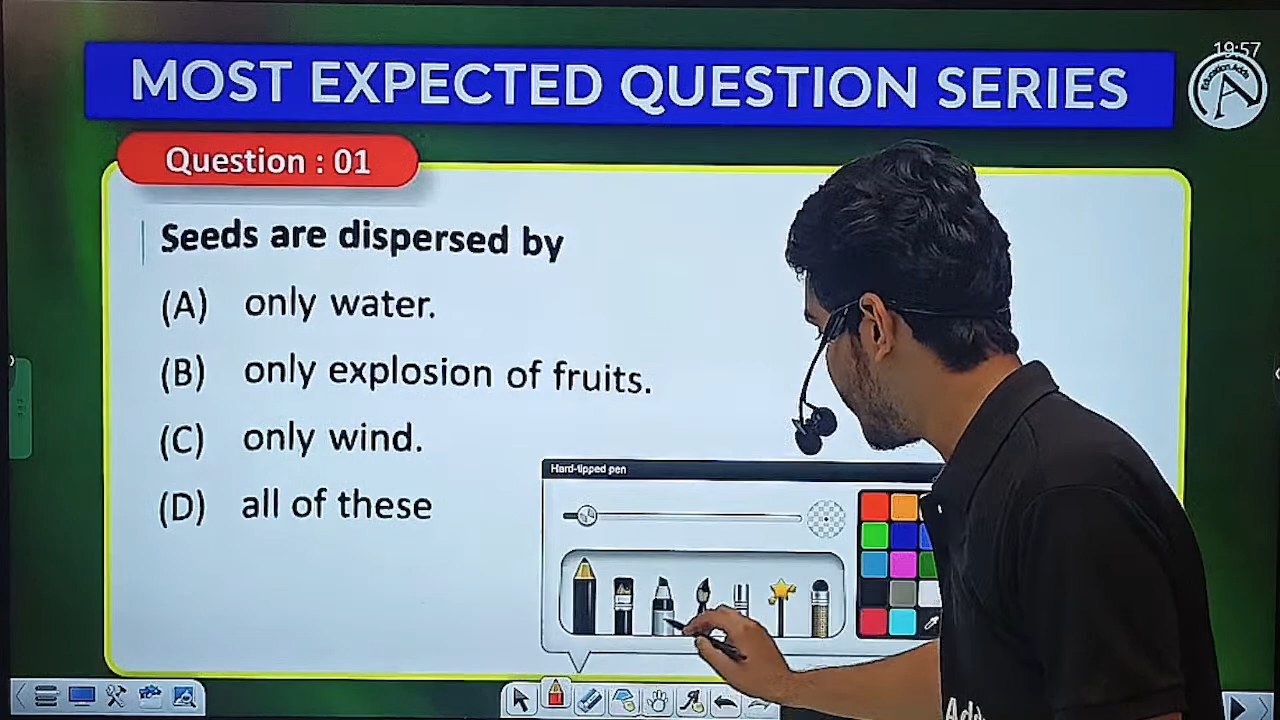 19:57
MOST EXPECTED QUESTION SERIES
Question : 01
Seeds are dispersed by
(A) only water.
(B) only explosion of fruits.
(C) only wind.
(D) all of these
Hard-tipped pen